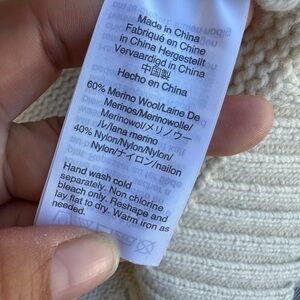 Made in China
Fabriqué en Chine
in China Hergestellt
Vervaardigd in China
中国製
Hecho en China
60% Merino Wool/Laine De
Merinos/Merinowolle/
Merinowol/メリノウー
ル/lana merino
40% Nylon/Nylon/Nylon/
Nylon/ナイロン/nailon
Hand wash cold
separately. Non chlorine
bleach only. Reshape and
lay flat to dry. Warm iron as
needed.